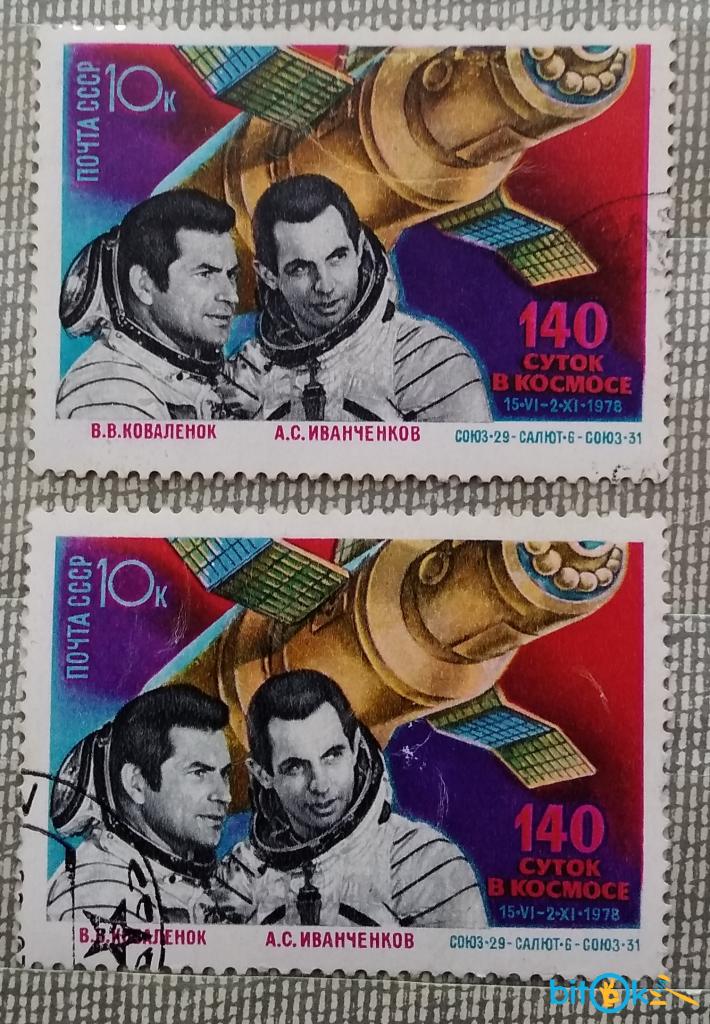 ПОЧТА СССР
10к
140
СУТОК
В КОСМОСЕ
15·VI–2·XI–1978
В.В.КОВАЛЕНОК А.С.ИВАНЧЕНКОВ СОЮЗ·29–САЛЮТ·6–СОЮЗ·31
ПОЧТА СССР
10к
140
СУТОК
В КОСМОСЕ
15·VI–2·XI–1978
В.В.КОВАЛЕНОК А.С.ИВАНЧЕНКОВ СОЮЗ·29–САЛЮТ·6–СОЮЗ·31